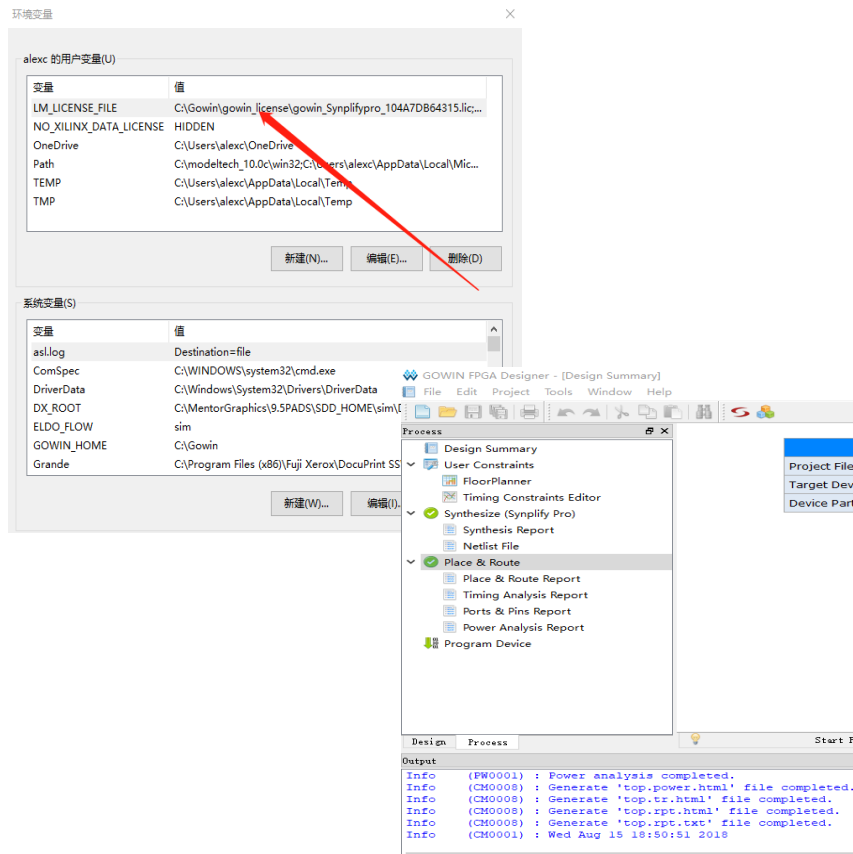 环境变量
alexc 的用户变量(U)
变量 值
LM_LICENSE_FILE C:\Gowin\gowin_license\gowin_Synplifypro_104A7DB64315.lic;...
NO_XILINX_DATA_LICENSE HIDDEN
OneDrive C:\Users\alexc\OneDrive
Path C:\modeltech_10.0c\win32;C:\Users\alexc\AppData\Local\Mic...
TEMP C:\Users\alexc\AppData\Local\Temp
TMP C:\Users\alexc\AppData\Local\Temp
新建(N)... 编辑(E)... 删除(D)
系统变量(S)
变量 值
asl.log Destination=file
ComSpec C:\WINDOWS\system32\cmd.exe
DriverData C:\Windows\System32\Drivers\DriverData
DX_ROOT C:\MentorGraphics\9.5PADS\SDD_HOME\sim\
ELDO_FLOW sim
GOWIN_HOME C:\Gowin
Grande C:\Program Files (x86)\Fuji Xerox\DocuPrint SS
新建(W)... 编辑(I).
GOWIN FPGA Designer - [Design Summary]
File Edit Project Tools Window Help
Process
Design Summary
User Constraints
FloorPlanner
Timing Constraints Editor
Synthesize (Synplify Pro)
Synthesis Report
Netlist File
Place & Route
Place & Route Report
Timing Analysis Report
Ports & Pins Report
Power Analysis Report
Program Device
Project File
Target Dev
Device Part
Design Process
Start
Output
Info (PW0001) : Power analysis completed.
Info (CM0008) : Generate 'top.power.html' file completed.
Info (CM0008) : Generate 'top.tr.html' file completed.
Info (CM0008) : Generate 'top.rpt.html' file completed.
Info (CM0008) : Generate 'top.rpt.txt' file completed.
Info (CM0001) : Wed Aug 15 18:50:51 2018